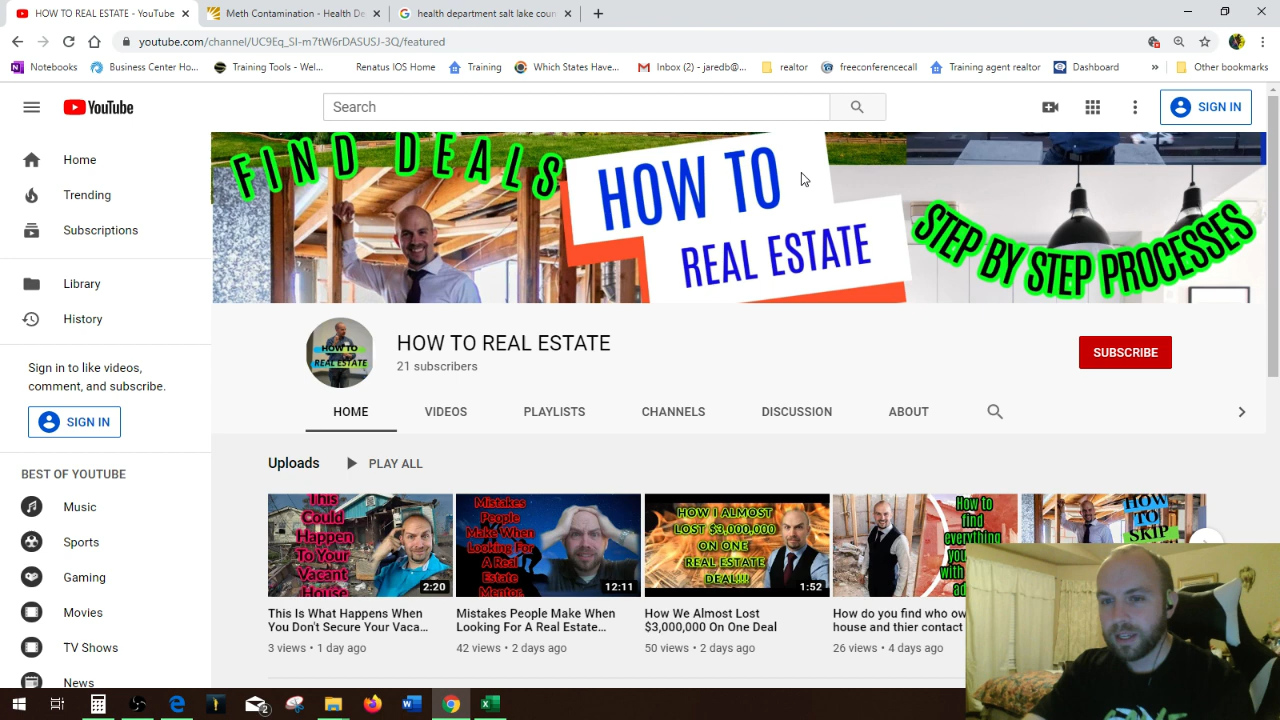 HOW TO REAL ESTATE - YouTube
Meth Contamination - Health De
health department salt lake coun
youtube.com/channel/UC9Eq_SI-m7tW6rDASUSJ-3Q/featured
Notebooks
Business Center Ho...
Training Tools - Wel...
Renatus IOS Home
Training
Which States Have...
Inbox (2) - jaredb@...
realtor
freeconferencecall
Training agent realtor
Dashboard
»
Other bookmarks
YouTube
Search
SIGN IN
Home
Trending
Subscriptions
Library
History
Sign in to like videos,
comment, and subscribe.
SIGN IN
BEST OF YOUTUBE
Music
Sports
Gaming
Movies
TV Shows
News
FIND DEALS
HOW TO
REAL ESTATE
STEP BY STEP PROCESSES
HOW TO
REAL ESTATE
HOW TO REAL ESTATE
21 subscribers
SUBSCRIBE
HOME
VIDEOS
PLAYLISTS
CHANNELS
DISCUSSION
ABOUT
Uploads
PLAY ALL
This
Could
Happen
To Your
Vacant
House
2:20
This Is What Happens When
You Don't Secure Your Vaca...
3 views • 1 day ago
Mistakes
People
Make When
Looking For
A Real
Estate
Mentor.
12:11
Mistakes People Make When
Looking For A Real Estate...
42 views • 2 days ago
HOW I ALMOST
LOST $3,000,000
ON ONE
REAL ESTATE
DEAL!!!
1:52
How We Almost Lost
$3,000,000 On One Deal
50 views • 2 days ago
How to
find
everything
you
with
ad
How do you find who ow
house and thier contact
26 views • 4 days ago
HOW
TO
SKIP
2